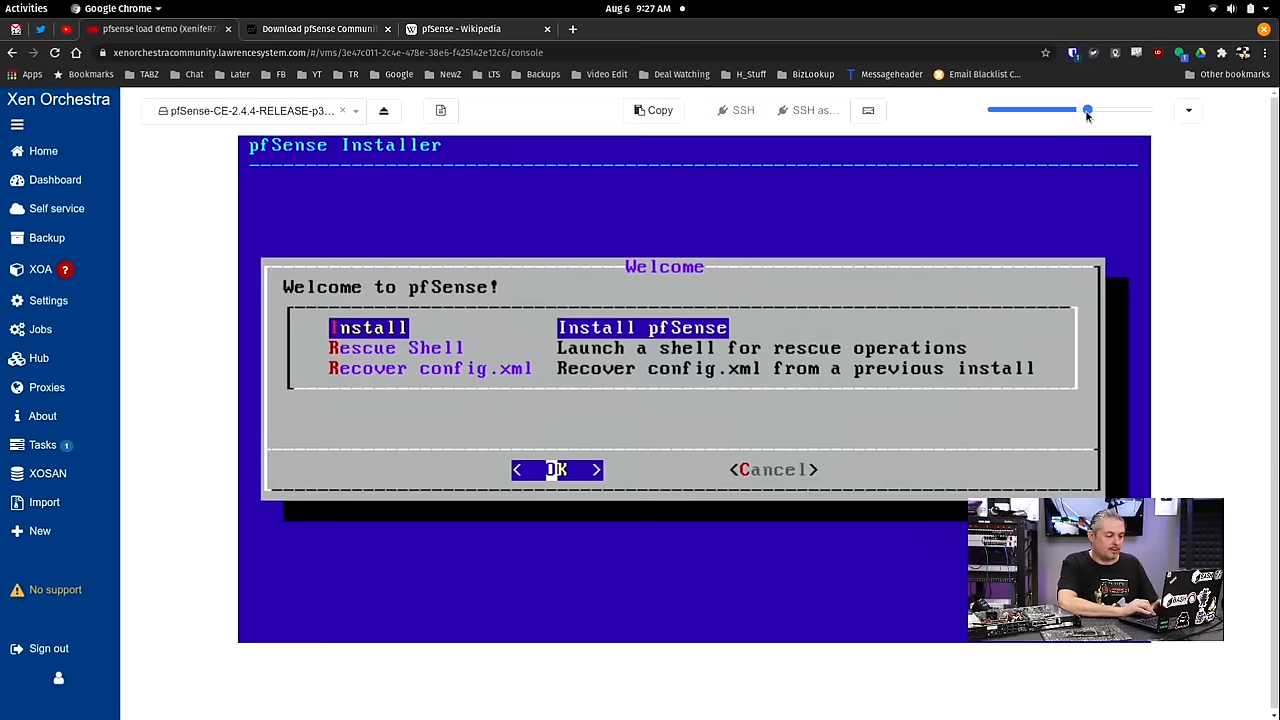 Activities
Google Chrome
Aug 6 9:27 AM
pfsense load demo (XenifeR7
Download pfSense Communi
pfSense - Wikipedia
xenorchestracommunity.lawrencesystem.com/#/vms/3e47c011-2c4e-478e-38e6-f425142e12c6/console
Apps
Bookmarks
TABZ
Chat
Later
FB
YT
TR
Google
NewZ
LTS
Backups
Video Edit
Deal Watching
H_Stuff
BizLookup
Messageheader
Email Blacklist C...
Other bookmarks
Xen Orchestra
pfSense-CE-2.4.4-RELEASE-p3...
Copy
SSH
SSH as...
Home
Dashboard
Self service
Backup
XOA ?
Settings
Jobs
Hub
Proxies
About
Tasks 1
XOSAN
Import
New
No support
Sign out
pfSense Installer
Welcome
Welcome to pfSense!
Install Install pfSense
Rescue Shell Launch a shell for rescue operations
Recover config.xml Recover config.xml from a previous install
< OK > <Cancel>
BASH